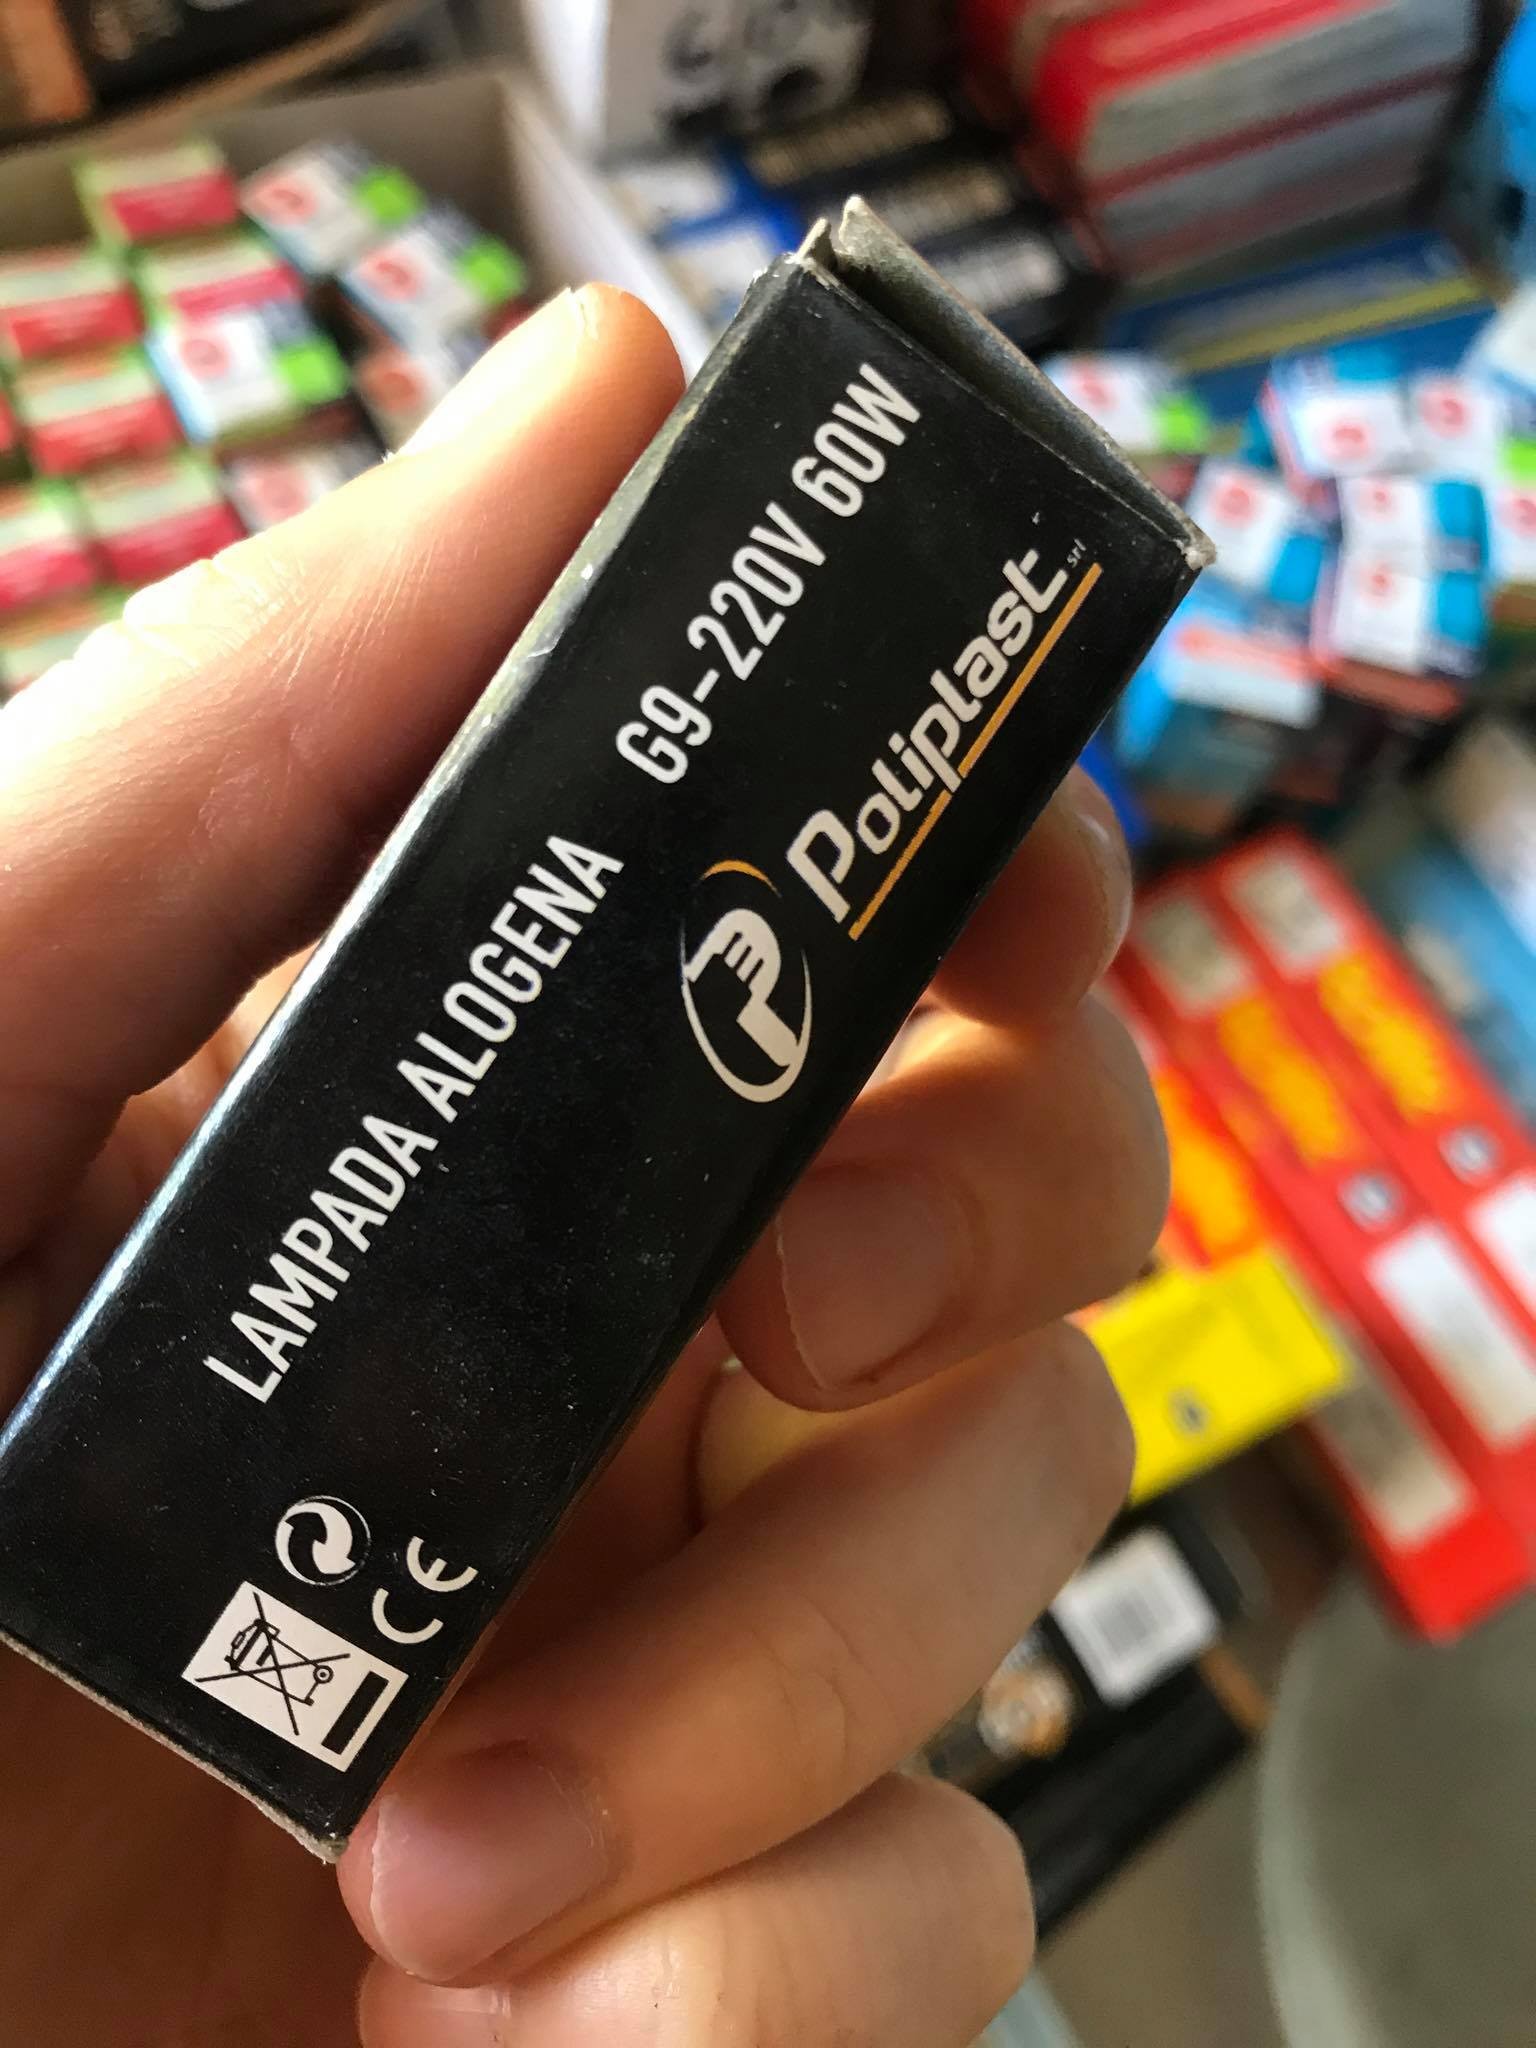 LAMPADA ALOGENA G9-220V 60W
Poliplast srl
CE